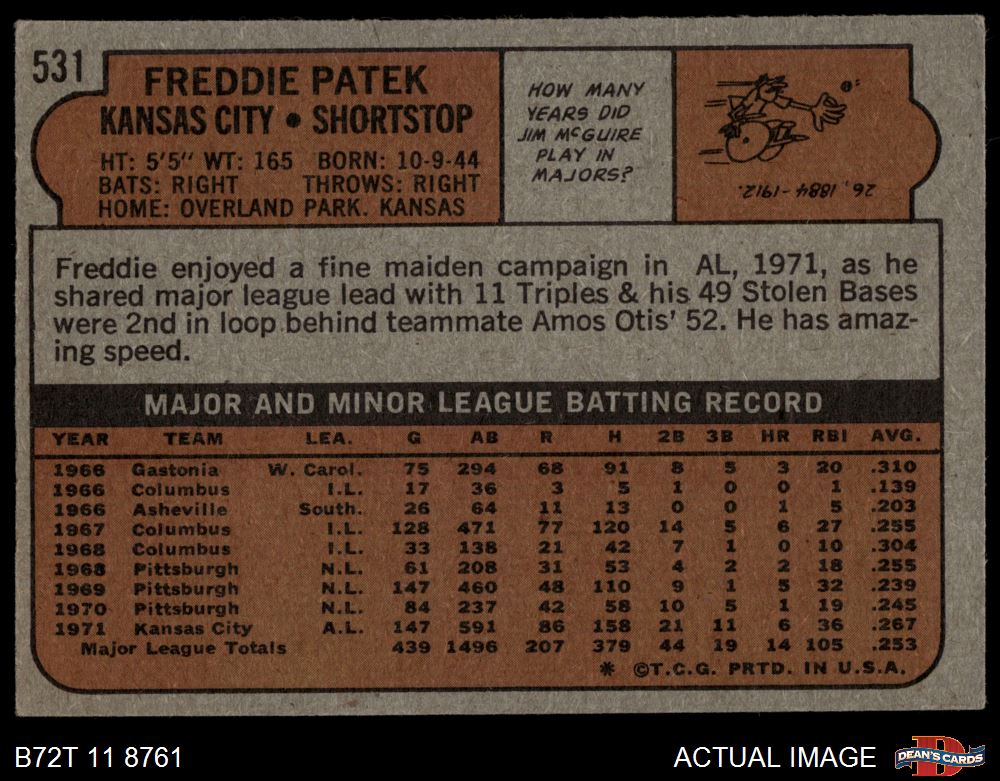 531
FREDDIE PATEK
KANSAS CITY • SHORTSTOP
HT: 5'5" WT: 165 BORN: 10-9-44
BATS: RIGHT THROWS: RIGHT
HOME: OVERLAND PARK. KANSAS
HOW MANY
YEARS DID
JIM McGUIRE
PLAY IN
MAJORS?
26, 1884-1912.
Freddie enjoyed a fine maiden campaign in AL, 1971, as he
shared major league lead with 11 Triples & his 49 Stolen Bases
were 2nd in loop behind teammate Amos Otis' 52. He has amaz-
ing speed.
MAJOR AND MINOR LEAGUE BATTING RECORD
YEAR TEAM LEA. G AB R H 2B 3B HR RBI AVG.
1966 Gastonia W. Carol. 75 294 68 91 8 5 3 20 .310
1966 Columbus I.L. 17 36 3 5 1 0 0 1 .139
1966 Asheville South. 26 64 11 13 0 0 1 5 .203
1967 Columbus I.L. 128 471 77 120 14 5 6 27 .255
1968 Columbus I.L. 33 138 21 42 7 1 0 10 .304
1968 Pittsburgh N.L. 61 208 31 53 4 2 2 18 .255
1969 Pittsburgh N.L. 147 460 48 110 9 1 5 32 .239
1970 Pittsburgh N.L. 84 237 42 58 10 5 1 19 .245
1971 Kansas City A.L. 147 591 86 158 21 11 6 36 .267
Major League Totals 439 1496 207 379 44 19 14 105 .253
* ©T.C.G. PRTD. IN U.S.A.
B72T 11 8761
ACTUAL IMAGE
DEAN'S CARDS